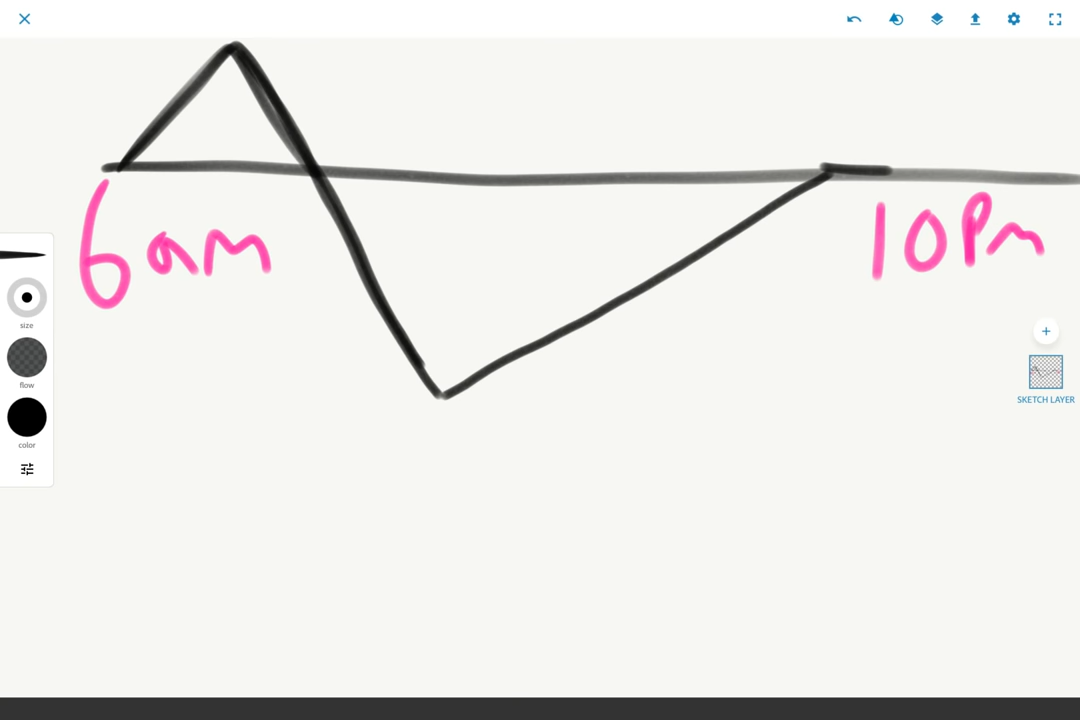 6am
10Pm
size
flow
color
SKETCH LAYER